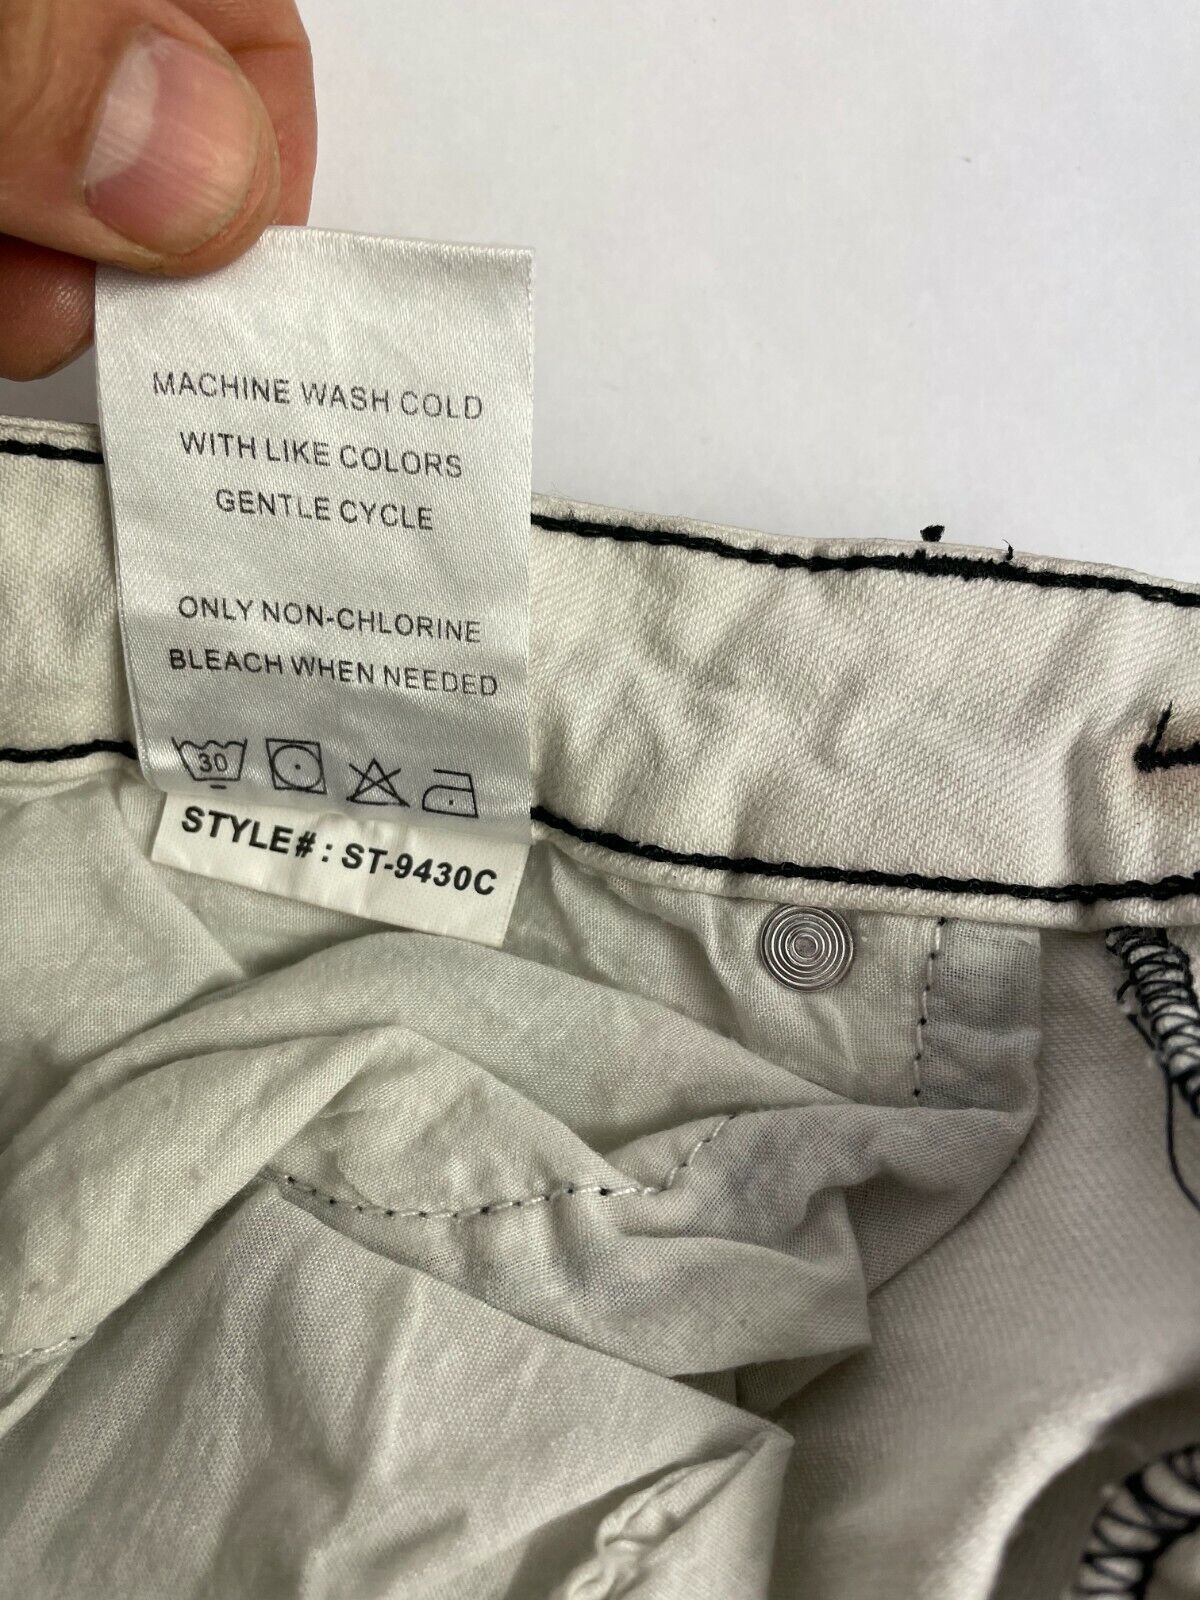 MACHINE WASH COLD
WITH LIKE COLORS
GENTLE CYCLE
ONLY NON-CHLORINE
BLEACH WHEN NEEDED
30
STYLE# : ST-9430C